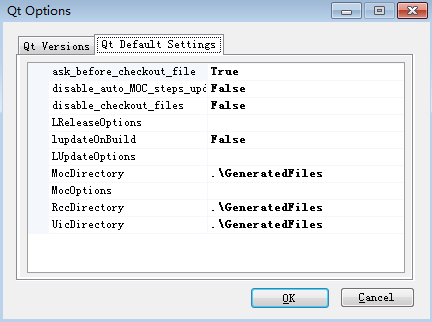 Qt Options
Qt Versions Qt Default Settings
ask_before_checkout_file True
disable_auto_MOC_steps_upd False
disable_checkout_files False
LReleaseOptions
lupdateOnBuild False
LUpdateOptions
MocDirectory .\GeneratedFiles
MocOptions
RccDirectory .\GeneratedFiles
UicDirectory .\GeneratedFiles
OK Cancel